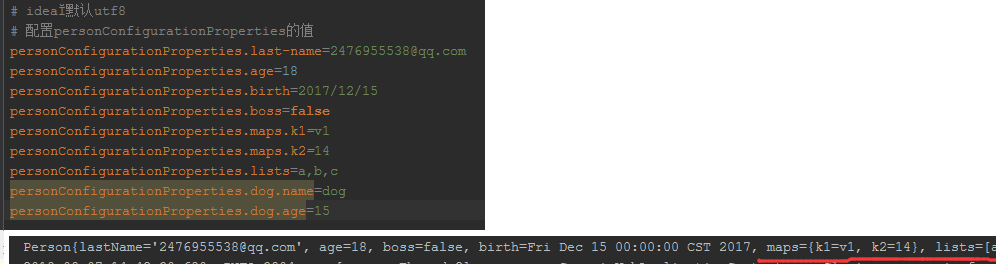 # idea默认utf8
# 配置personConfigurationProperties的值
personConfigurationProperties.last-name=2476955538@qq.com
personConfigurationProperties.age=18
personConfigurationProperties.birth=2017/12/15
personConfigurationProperties.boss=false
personConfigurationProperties.maps.k1=v1
personConfigurationProperties.maps.k2=14
personConfigurationProperties.lists=a,b,c
personConfigurationProperties.dog.name=dog
personConfigurationProperties.dog.age=15
Person{lastName='2476955538@qq.com', age=18, boss=false, birth=Fri Dec 15 00:00:00 CST 2017, maps={k1=v1, k2=14}, lists=[a